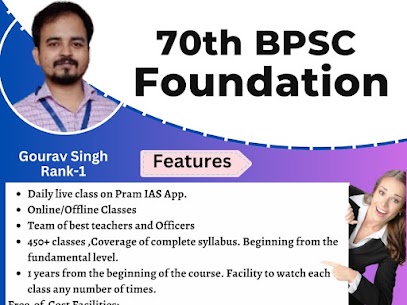 70th BPSC
Foundation
Gourav Singh
Rank-1
Features
Daily live class on Pram IAS App.
Online/Offline Classes
Team of best teachers and Officers
450+ classes ,Coverage of complete syllabus. Beginning from the
fundamental level.
1 years from the beginning of the course. Facility to watch each
class any number of times.
Free-of-Cost Facilities: